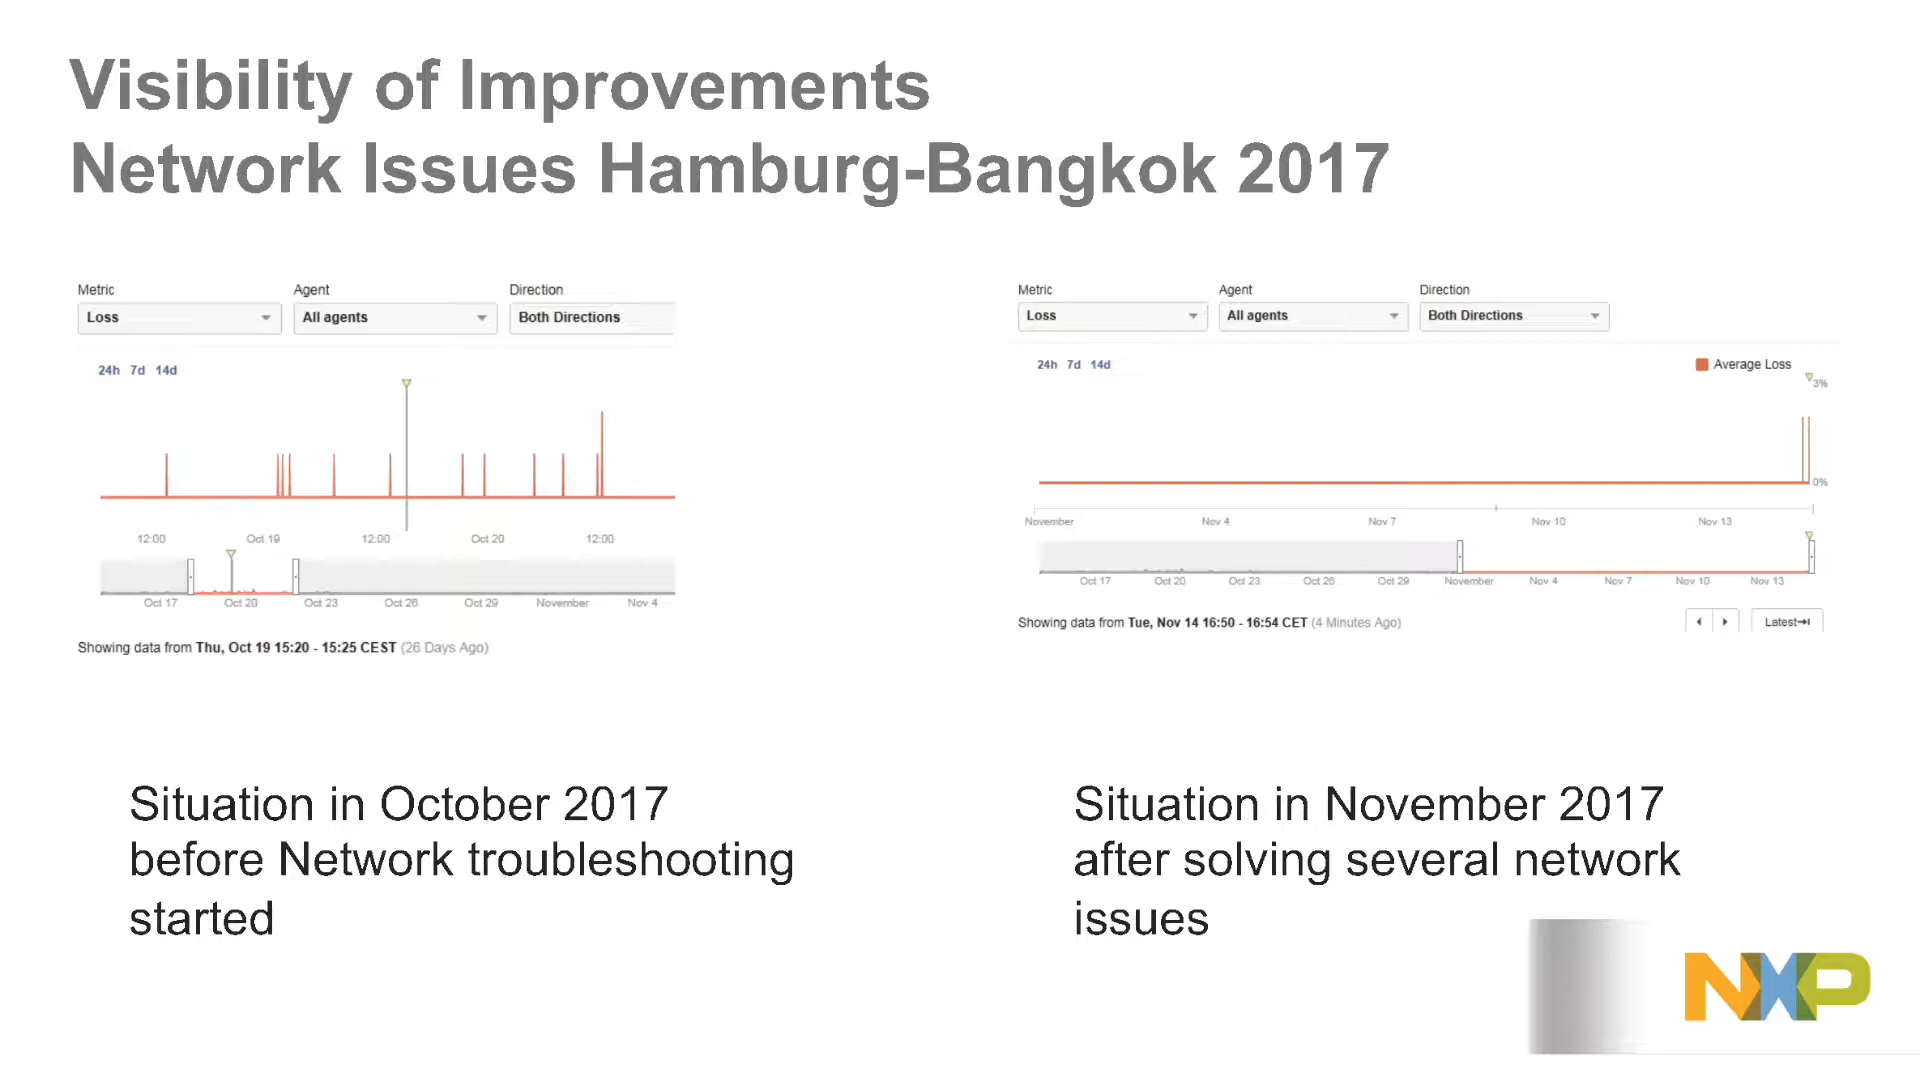 Visibility of Improvements
Network Issues Hamburg-Bangkok 2017
Metric Agent Direction
Loss All agents Both Directions
24h 7d 14d
12:00 Oct 19 12:00 Oct 20 12:00
Oct 17 Oct 20 Oct 23 Oct 26 Oct 29 November Nov 4
Showing data from Thu, Oct 19 15:20 - 15:25 CEST (26 Days Ago)
Metric Agent Direction
Loss All agents Both Directions
24h 7d 14d
Average Loss
3%
0%
November Nov 4 Nov 7 Nov 10 Nov 13
Oct 17 Oct 20 Oct 23 Oct 26 Oct 29 November Nov 4 Nov 7 Nov 10 Nov 13
Showing data from Tue, Nov 14 16:50 - 16:54 CET (4 Minutes Ago)
Latest
Situation in October 2017
before Network troubleshooting
started
Situation in November 2017
after solving several network
issues
NXP